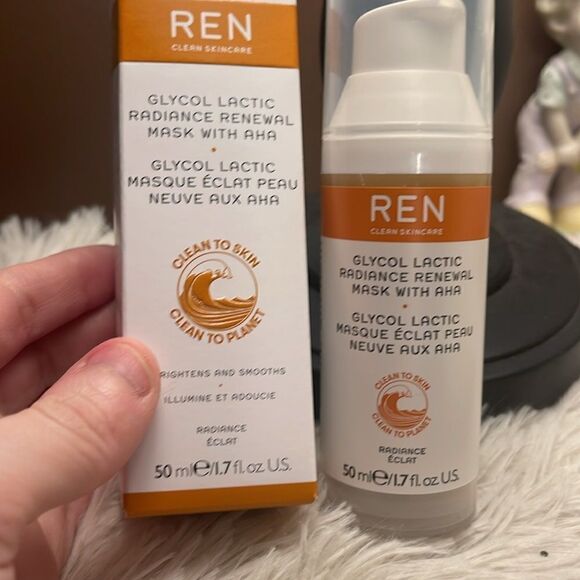 REN
CLEAN SKINCARE
GLYCOL LACTIC
RADIANCE RENEWAL
MASK WITH AHA
GLYCOL LACTIC
MASQUE ÉCLAT PEAU
NEUVE AUX AHA
CLEAN TO SKIN
CLEAN TO PLANET
RIGHTENS AND SMOOTHS
ILLUMINE ET ADOUCIE
RADIANCE
ÉCLAT
50 ml℮/1.7 fl.oz. U.S.
REN
CLEAN SKINCARE
GLYCOL LACTIC
RADIANCE RENEWAL
MASK WITH AHA
GLYCOL LACTIC
MASQUE ÉCLAT PEAU
NEUVE AUX AHA
CLEAN TO SKIN
CLEAN TO PLANET
RADIANCE
ÉCLAT
50 ml℮/1.7 fl.oz. U.S.